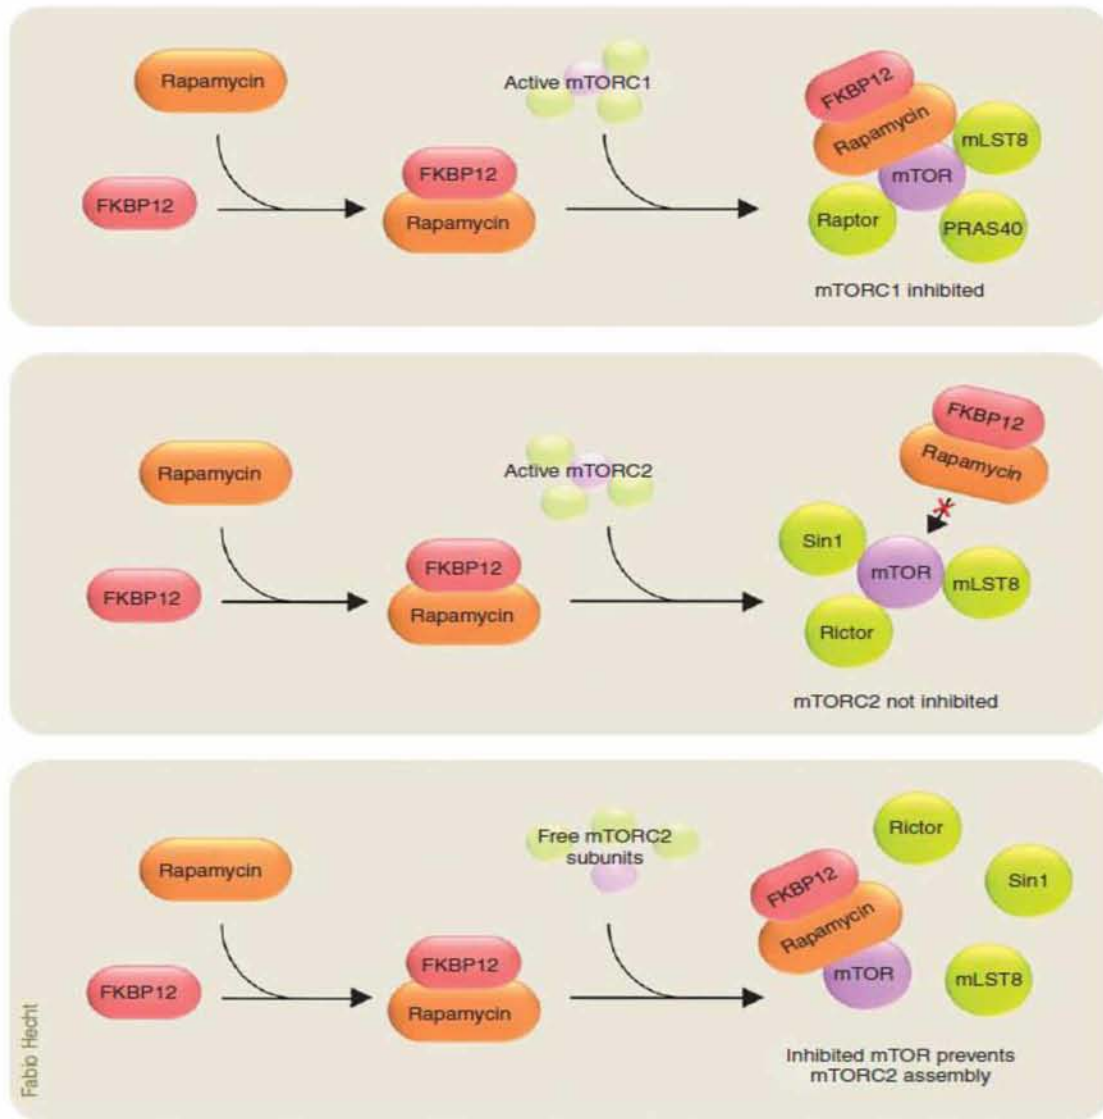 Rapamycin
Active mTORC1
FKBP12
FKBP12
Rapamycin
FKBP12
Rapamycin
mLST8
mTOR
Raptor
PRAS40
mTORC1 inhibited
Rapamycin
Active mTORC2
FKBP12
FKBP12
Rapamycin
FKBP12
Rapamycin
Sin1
mTOR
mLST8
Rictor
mTORC2 not inhibited
Rapamycin
Free mTORC2
subunits
FKBP12
FKBP12
Rapamycin
Rictor
FKBP12
Sin1
Rapamycin
mTOR
mLST8
Inhibited mTOR prevents
mTORC2 assembly
Fabio Hecht